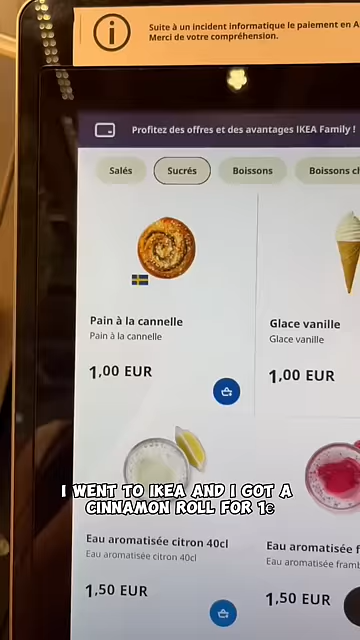 Suite à un incident informatique le paiement en
Merci de votre compréhension.
Profitez des offres et des avantages IKEA Family !
Salés
Sucrés
Boissons
Boissons
Pain à la cannelle
Pain à la cannelle
1,00 EUR
Glace vanille
Glace vanille
1,00 EUR
I WENT TO IKEA AND I GOT A
CINNAMON ROLL FOR 1€
Eau aromatisée citron 40cl
Eau aromatisée citron 40cl
1,50 EUR
Eau aromatisée
Eau aromatisée
1,50 EUR